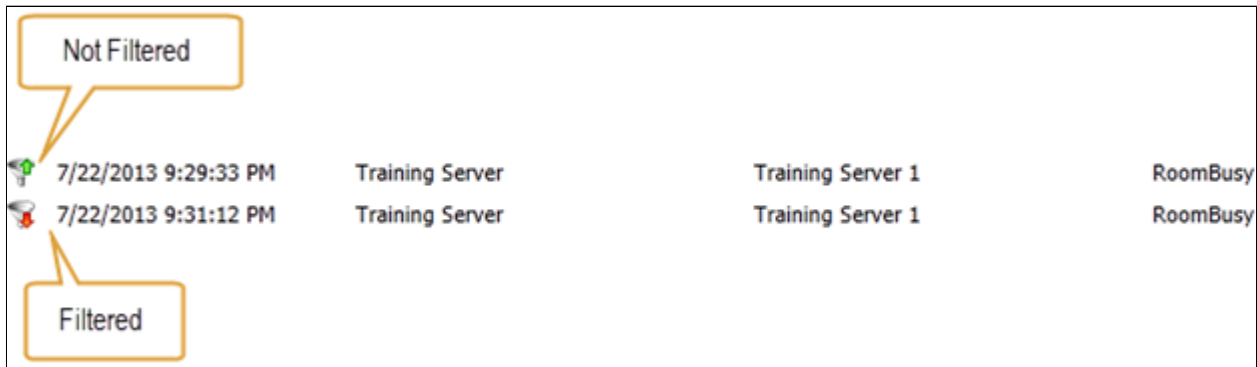 Not Filtered
7/22/2013 9:29:33 PM Training Server Training Server 1 RoomBusy
7/22/2013 9:31:12 PM Training Server Training Server 1 RoomBusy
Filtered